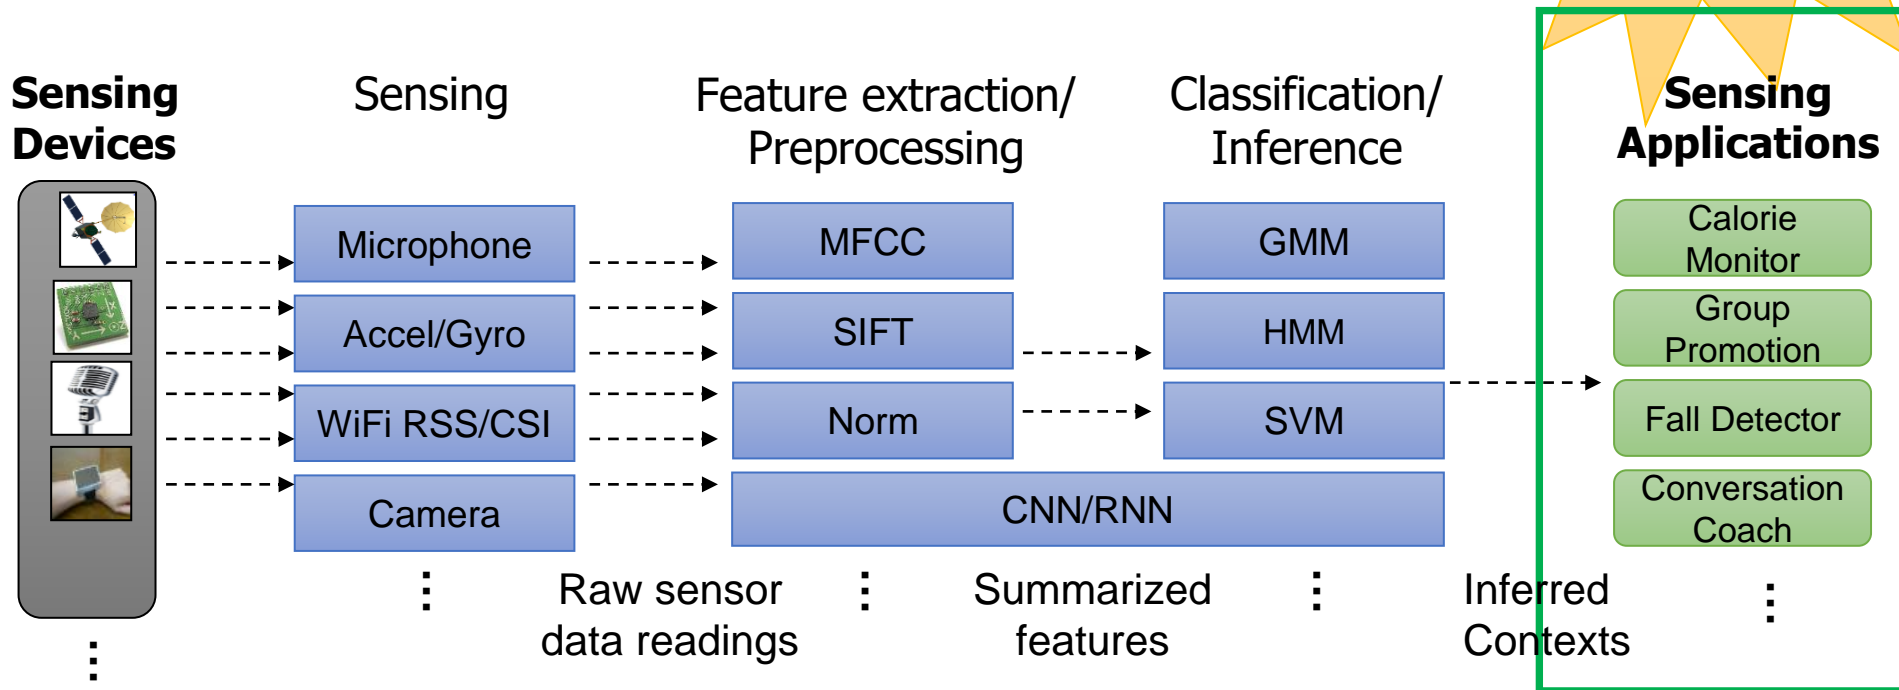 Sensing
Devices
Sensing
Feature extraction/
Preprocessing
Classification/
Inference
Sensing
Applications
Microphone
Accel/Gyro
WiFi RSS/CSI
Camera
MFCC
SIFT
Norm
GMM
HMM
SVM
CNN/RNN
Calorie
Monitor
Group
Promotion
Fall Detector
Conversation
Coach
Raw sensor
data readings
Summarized
features
Inferred
Contexts